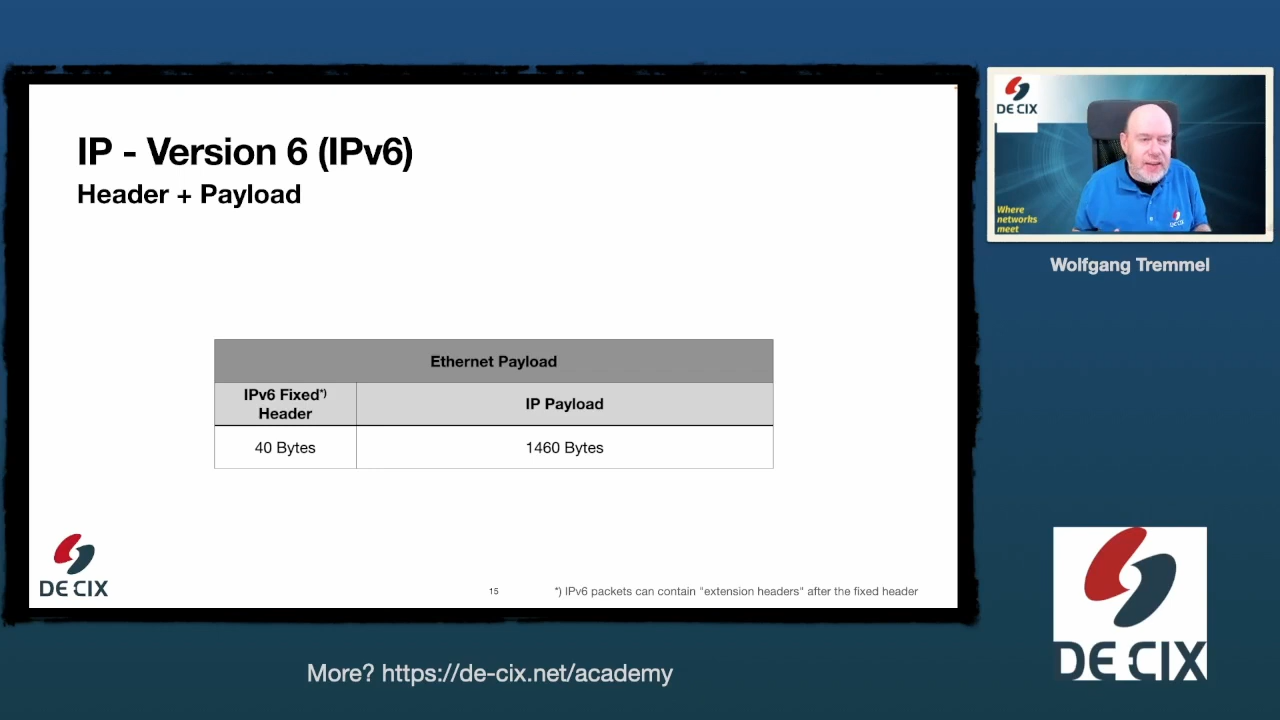 IP - Version 6 (IPv6)
Header + Payload
Ethernet Payload
IPv6 Fixed*)
Header
IP Payload
40 Bytes
1460 Bytes
DE CIX
15
*) IPv6 packets can contain "extension headers" after the fixed header
DE CIX
Where
networks
meet
DE CIX
Wolfgang Tremmel
DE CIX
More? https://de-cix.net/academy